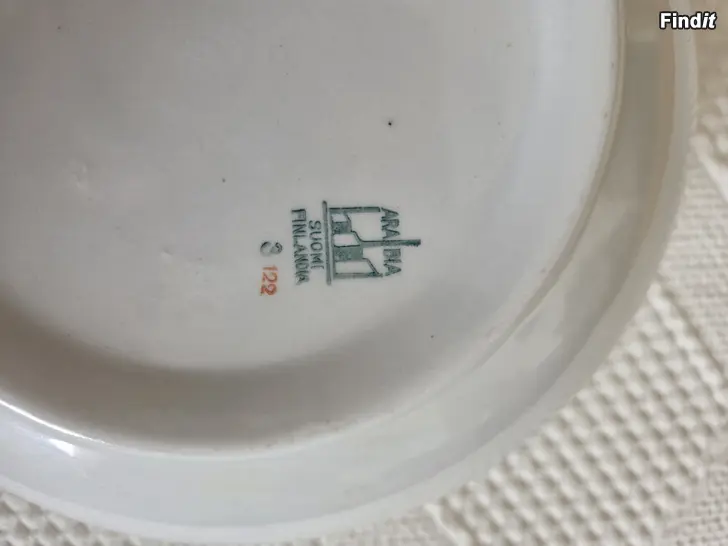 Findit
ARABIA
SUOMI
FINLANDIA
3
122